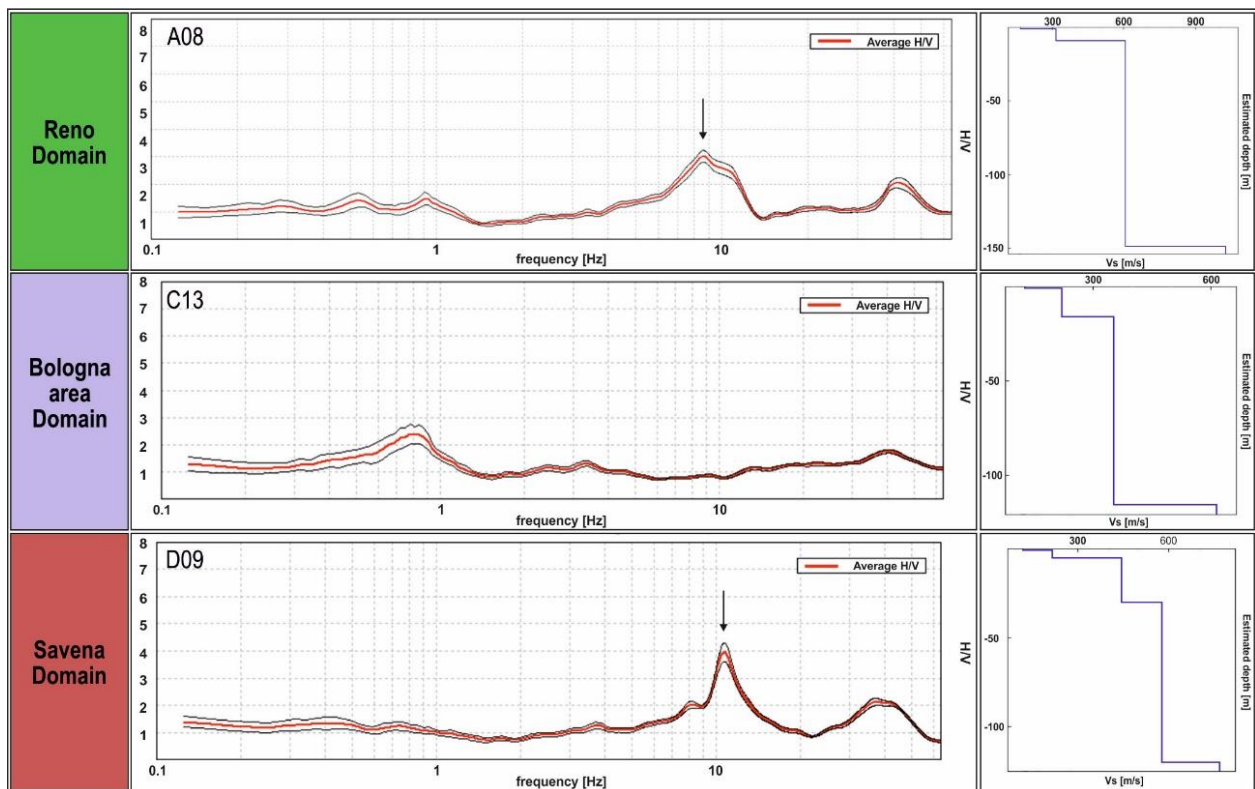 Reno
Domain
A08
Average H/V
8
7
6
5
4
3
2
1
0.1
1
10
frequency [Hz]
H/V
300
600
900
-50
-100
-150
Vs [m/s]
Estimated depth [m]
Bologna
area
Domain
C13
Average H/V
8
7
6
5
4
3
2
1
0.1
1
10
frequency [Hz]
H/V
300
600
-50
-100
Vs [m/s]
Estimated depth [m]
Savena
Domain
D09
Average H/V
8
7
6
5
4
3
2
1
0.1
1
10
frequency [Hz]
H/V
300
600
-50
-100
Vs [m/s]
Estimated depth [m]